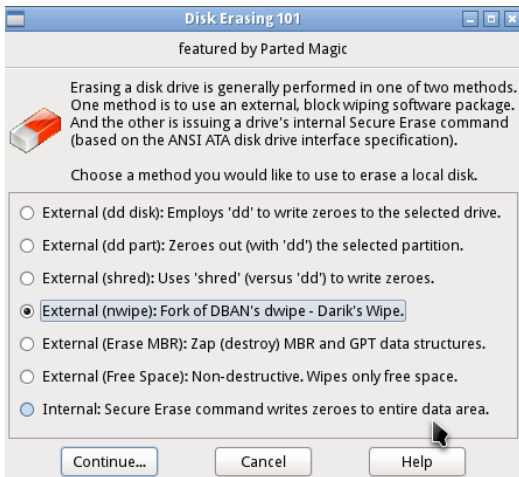 Disk Erasing 101
featured by Parted Magic
Erasing a disk drive is generally performed in one of two methods.
One method is to use an external, block wiping software package.
And the other is issuing a drive's internal Secure Erase command
(based on the ANSI ATA disk drive interface specification).
Choose a method you would like to use to erase a local disk.
External (dd disk): Employs 'dd' to write zeroes to the selected drive.
External (dd part): Zeroes out (with 'dd') the selected partition.
External (shred): Uses 'shred' (versus 'dd') to write zeroes.
External (nwipe): Fork of DBAN's dwipe - Darik's Wipe.
External (Erase MBR): Zap (destroy) MBR and GPT data structures.
External (Free Space): Non-destructive. Wipes only free space.
Internal: Secure Erase command writes zeroes to entire data area.
Continue... Cancel Help